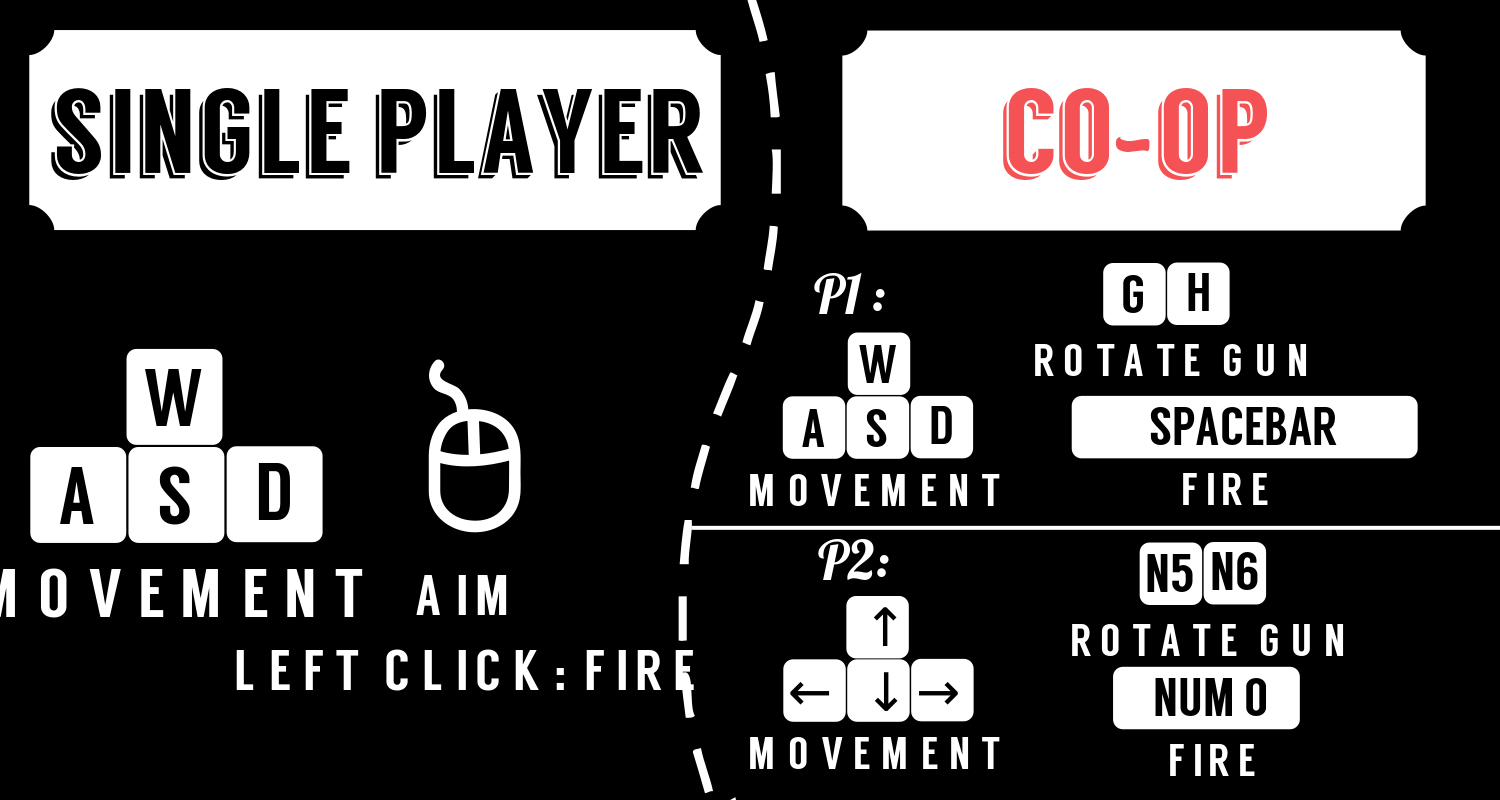 SINGLE PLAYER
W
A S D
MOVEMENT
AIM
LEFT CLICK : FIRE
CO-OP
P1 :
W
A S D
MOVEMENT
G H
ROTATE GUN
SPACEBAR
FIRE
P2:
↑
← ↓ →
MOVEMENT
N5 N6
ROTATE GUN
NUM 0
FIRE